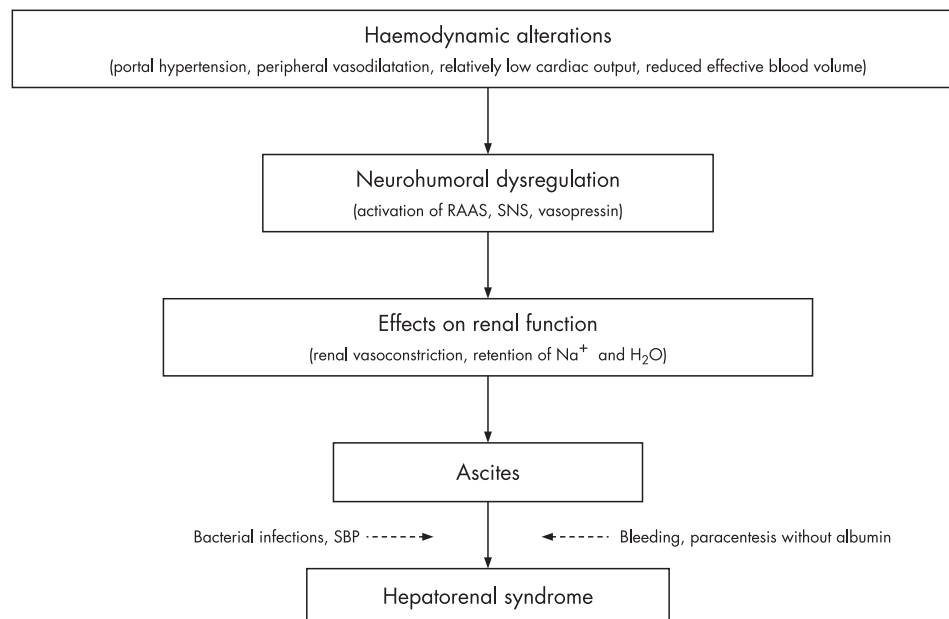 Haemodynamic alterations
(portal hypertension, peripheral vasodilatation, relatively low cardiac output, reduced effective blood volume)
Neurohumoral dysregulation
(activation of RAAS, SNS, vasopressin)
Effects on renal function
(renal vasoconstriction, retention of Na⁺ and H₂O)
Ascites
Bacterial infections, SBP
Bleeding, paracentesis without albumin
Hepatorenal syndrome